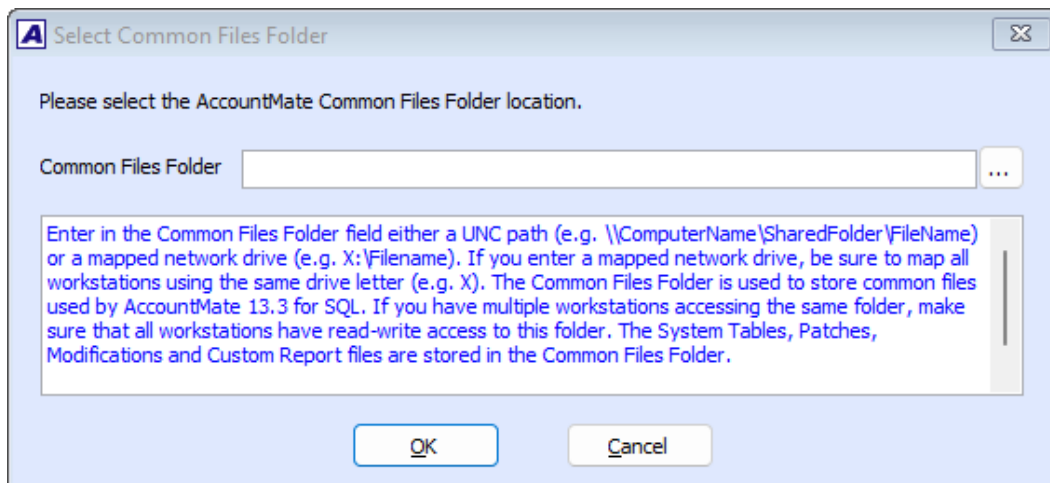 Select Common Files Folder
Please select the AccountMate Common Files Folder location.
Common Files Folder
...
Enter in the Common Files Folder field either a UNC path (e.g. \\ComputerName\SharedFolder\FileName)
or a mapped network drive (e.g. X:\Filename). If you enter a mapped network drive, be sure to map all
workstations using the same drive letter (e.g. X). The Common Files Folder is used to store common files
used by AccountMate 13.3 for SQL. If you have multiple workstations accessing the same folder, make
sure that all workstations have read-write access to this folder. The System Tables, Patches,
Modifications and Custom Report files are stored in the Common Files Folder.
OK
Cancel